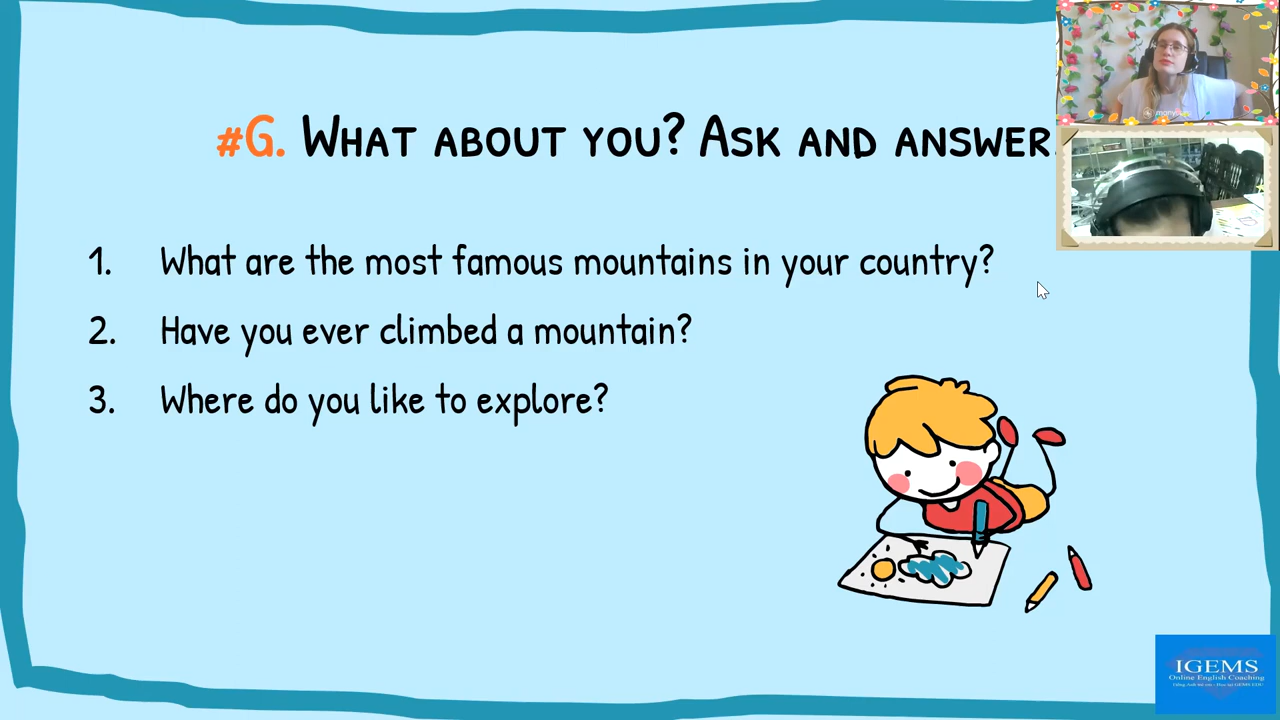 #G. What about you? Ask and answer.
1. What are the most famous mountains in your country?
2. Have you ever climbed a mountain?
3. Where do you like to explore?
IGEMS
Online English Coaching